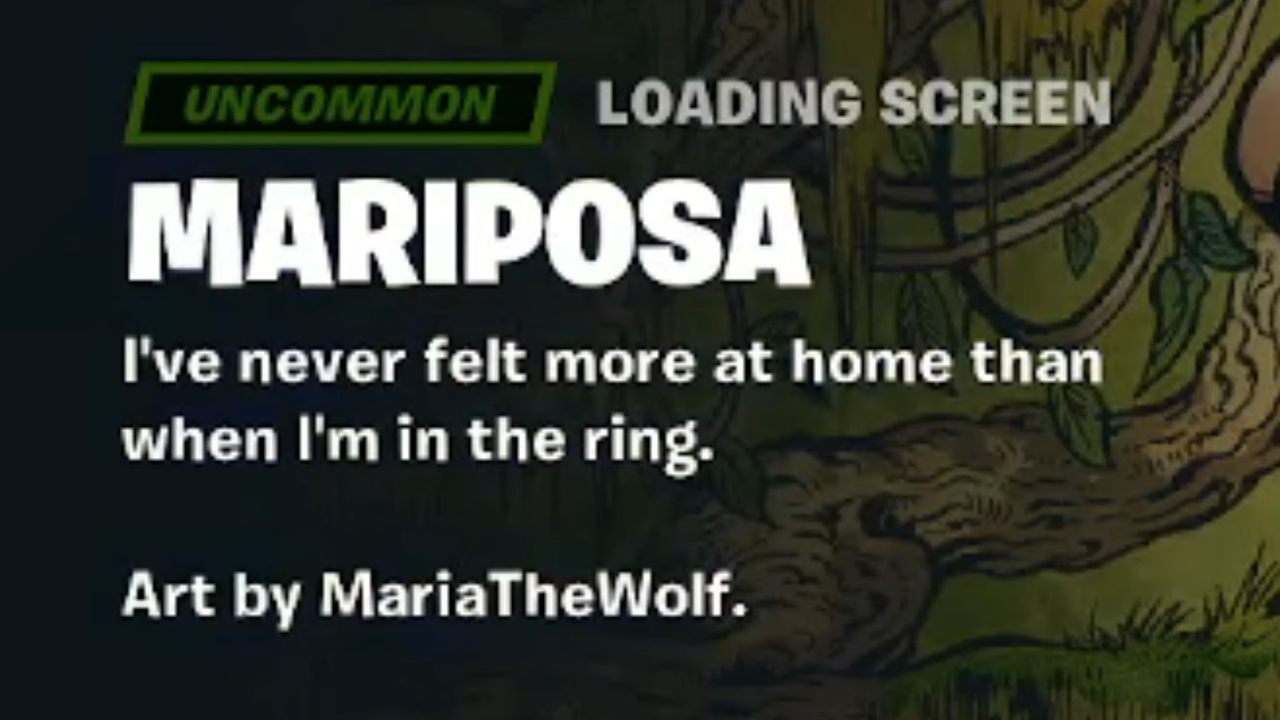 UNCOMMON LOADING SCREEN
MARIPOSA
I've never felt more at home than
when I'm in the ring.
Art by MariaTheWolf.